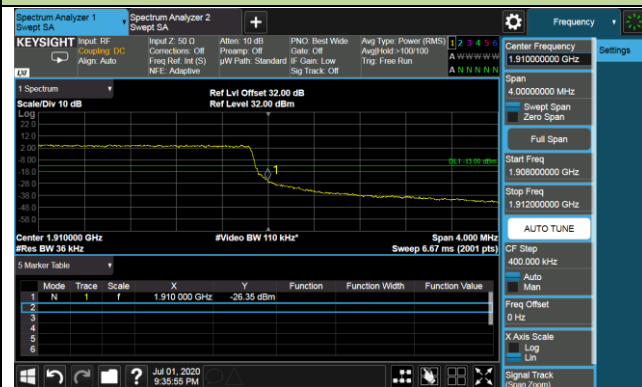 Spectrum Analyzer 1
Swept SA
Spectrum Analyzer 2
Swept SA
+
Frequency
KEYSIGHT
Input: RF
Coupling: DC
Align: Auto
Input Z: 50 Ω
Corrections: Off
Freq Ref: Int (S)
NFE: Adaptive
Atten: 10 dB
Preamp: Off
µW Path: Standard
PNO: Best Wide
Gate: Off
IF Gain: Low
Sig Track: Off
Avg Type: Power (RMS)
Avg|Hold:>100/100
Trig: Free Run
1 2 3 4 5 6
A W W W W W
A N N N N N
LXI
1 Spectrum
Scale/Div 10 dB
Ref Lvl Offset 32.00 dB
Ref Level 32.00 dBm
Log
22.0
12.0
2.00
-8.00
-18.0
-28.0
-38.0
-48.0
-58.0
DL1 -13.00 dBm
1
Center 1.910000 GHz
#Video BW 110 kHz*
Span 4.000 MHz
#Res BW 36 kHz
Sweep 6.67 ms (2001 pts)
5 Marker Table
Mode Trace Scale X Y Function Function Width Function Value
1 N 1 f 1.910 000 GHz -26.35 dBm
2
3
4
5
6
Jul 01, 2020
9:35:55 PM
Center Frequency
1.910000000 GHz
Settings
Span
4.00000000 MHz
Swept Span
Zero Span
Full Span
Start Freq
1.908000000 GHz
Stop Freq
1.912000000 GHz
AUTO TUNE
CF Step
400.000 kHz
Auto
Man
Freq Offset
0 Hz
X Axis Scale
Log
Lin
Signal Track
(Span Zoom)